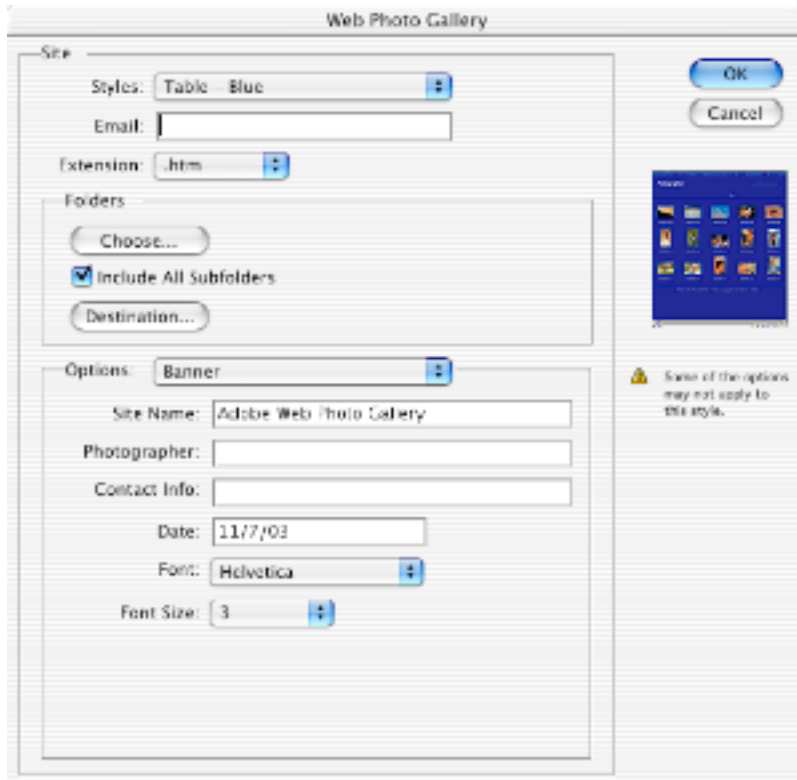 Web Photo Gallery
Site
Styles: Table - Blue
OK
Email:
Cancel
Extension: .htm
Folders
Choose...
Include All Subfolders
Destination...
Options: Banner
Some of the options
may not apply to
this style.
Site Name: Adobe Web Photo Gallery
Photographer:
Contact Info:
Date: 11/7/03
Font: Helvetica
Font Size: 3